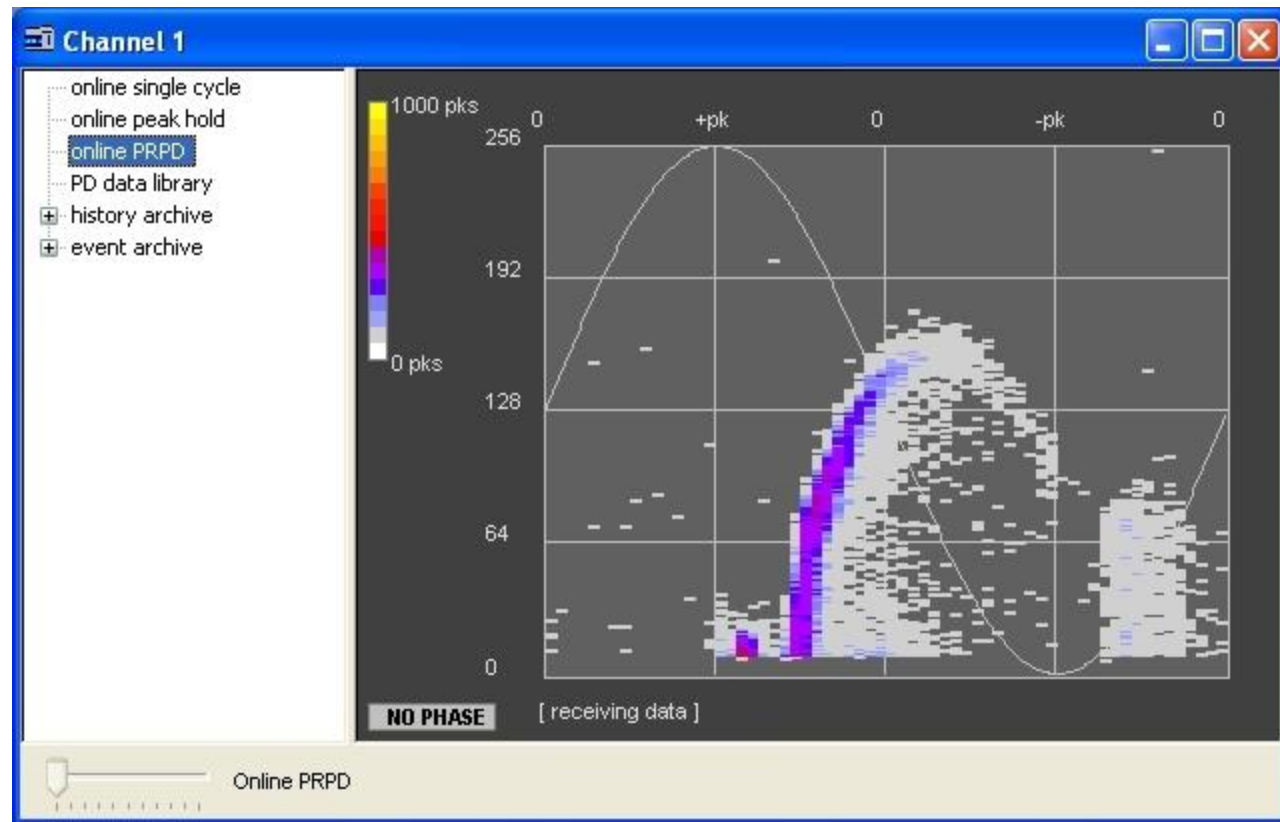 Channel 1
online single cycle
online peak hold
online PRPD
PD data library
history archive
event archive
1000 pks
0 pks
0 +pk 0 -pk 0
256
192
128
64
0
NO PHASE [ receiving data ]
Online PRPD